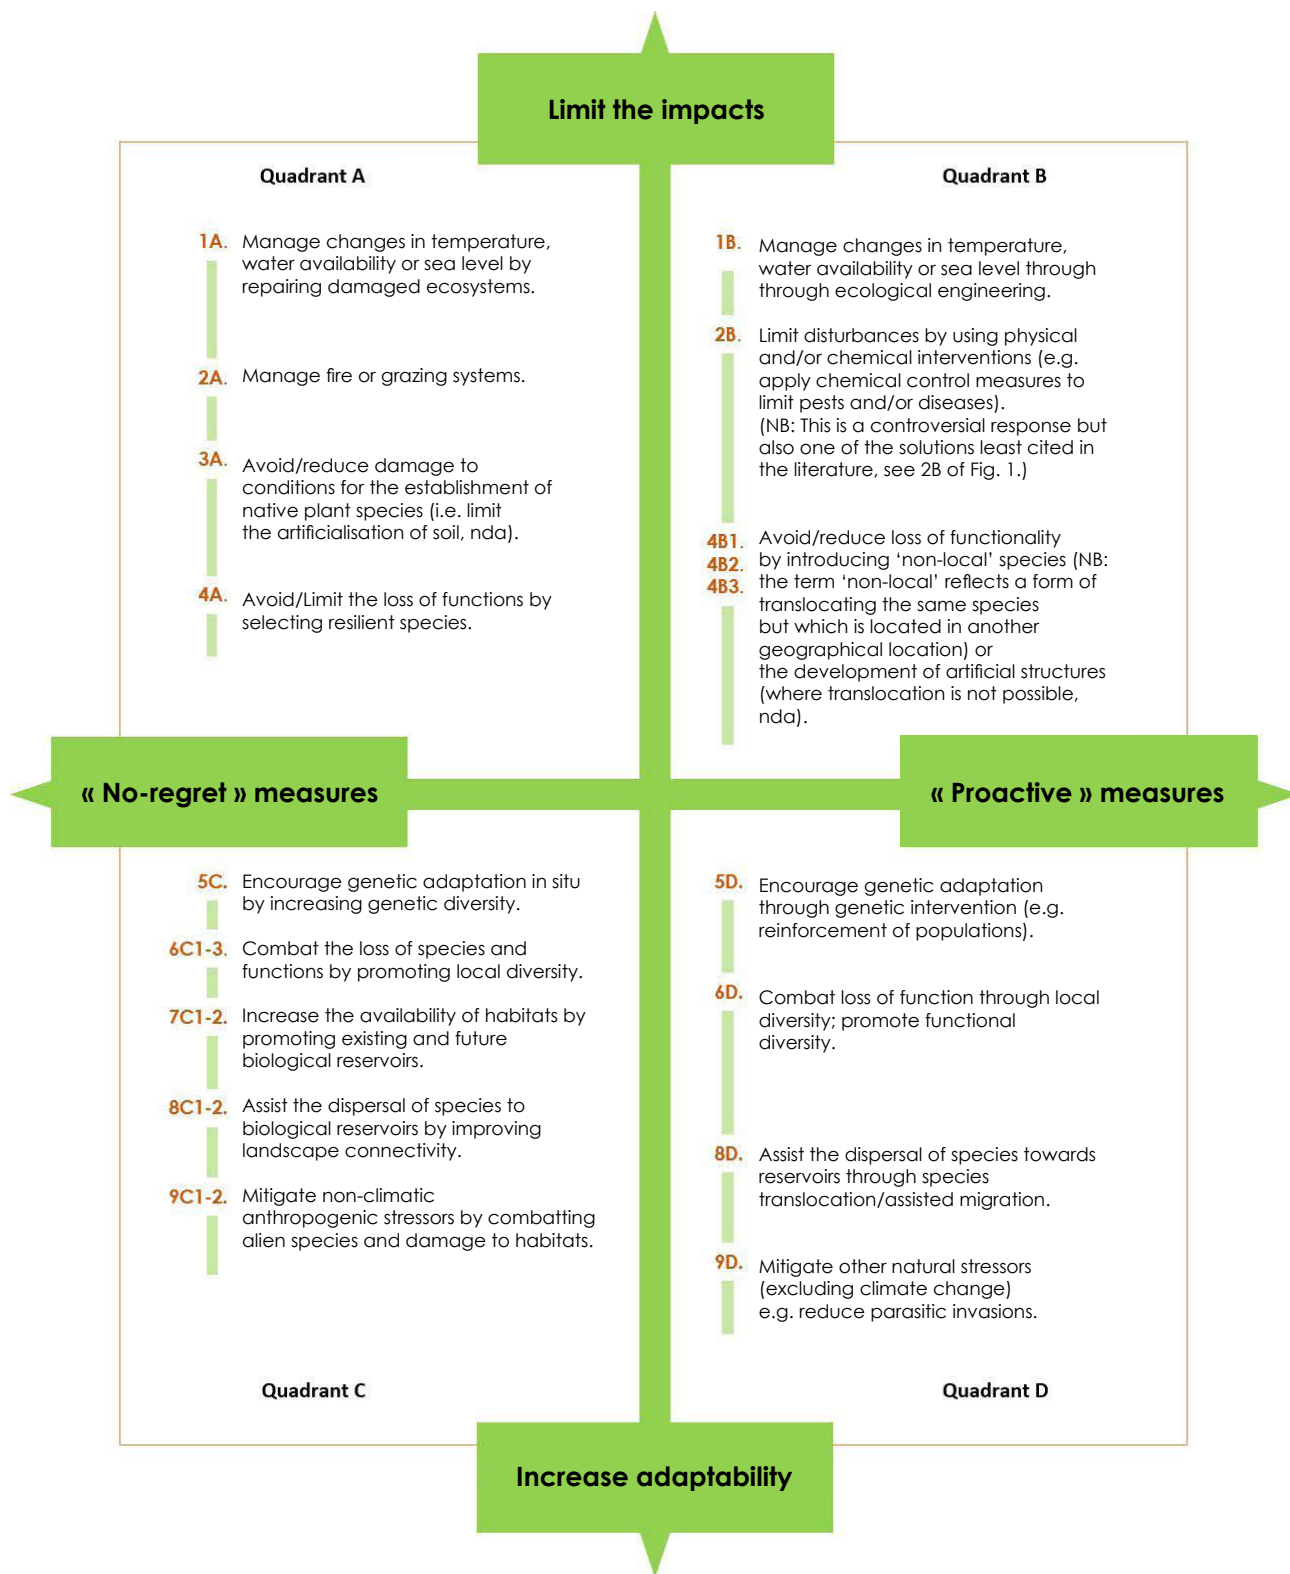 Limit the impacts
Quadrant A
1A. Manage changes in temperature,
water availability or sea level by
repairing damaged ecosystems.
2A. Manage fire or grazing systems.
3A. Avoid/reduce damage to
conditions for the establishment of
native plant species (i.e. limit
the artificialisation of soil, nda).
4A. Avoid/Limit the loss of functions by
selecting resilient species.
Quadrant B
1B. Manage changes in temperature,
water availability or sea level through
through ecological engineering.
2B. Limit disturbances by using physical
and/or chemical interventions (e.g.
apply chemical control measures to
limit pests and/or diseases).
(NB: This is a controversial response but
also one of the solutions least cited in
the literature, see 2B of Fig. 1.)
4B1. Avoid/reduce loss of functionality
4B2. by introducing ‘non-local’ species (NB:
4B3. the term ‘non-local’ reflects a form of
translocating the same species
but which is located in another
geographical location) or
the development of artificial structures
(where translocation is not possible,
nda).
« No-regret » measures
« Proactive » measures
5C. Encourage genetic adaptation in situ
by increasing genetic diversity.
6C1-3. Combat the loss of species and
functions by promoting local diversity.
7C1-2. Increase the availability of habitats by
promoting existing and future
biological reservoirs.
8C1-2. Assist the dispersal of species to
biological reservoirs by improving
landscape connectivity.
9C1-2. Mitigate non-climatic
anthropogenic stressors by combatting
alien species and damage to habitats.
Quadrant C
5D. Encourage genetic adaptation
through genetic intervention (e.g.
reinforcement of populations).
6D. Combat loss of function through local
diversity; promote functional
diversity.
8D. Assist the dispersal of species towards
reservoirs through species
translocation/assisted migration.
9D. Mitigate other natural stressors
(excluding climate change)
e.g. reduce parasitic invasions.
Quadrant D
Increase adaptability